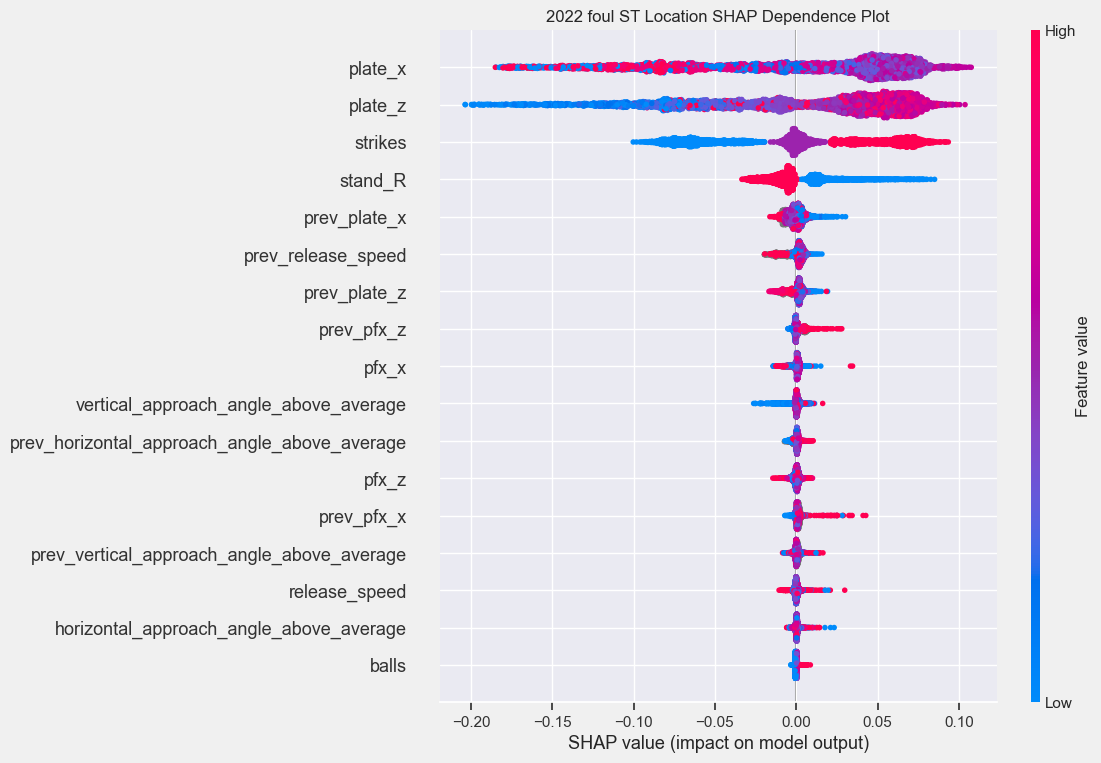 2022 foul ST Location SHAP Dependence Plot
High
plate_x
plate_z
strikes
stand_R
prev_plate_x
prev_release_speed
prev_plate_z
prev_pfx_z
pfx_x
vertical_approach_angle_above_average
prev_horizontal_approach_angle_above_average
pfx_z
prev_pfx_x
prev_vertical_approach_angle_above_average
release_speed
horizontal_approach_angle_above_average
balls
Feature value
Low
−0.20 −0.15 −0.10 −0.05 0.00 0.05 0.10
SHAP value (impact on model output)